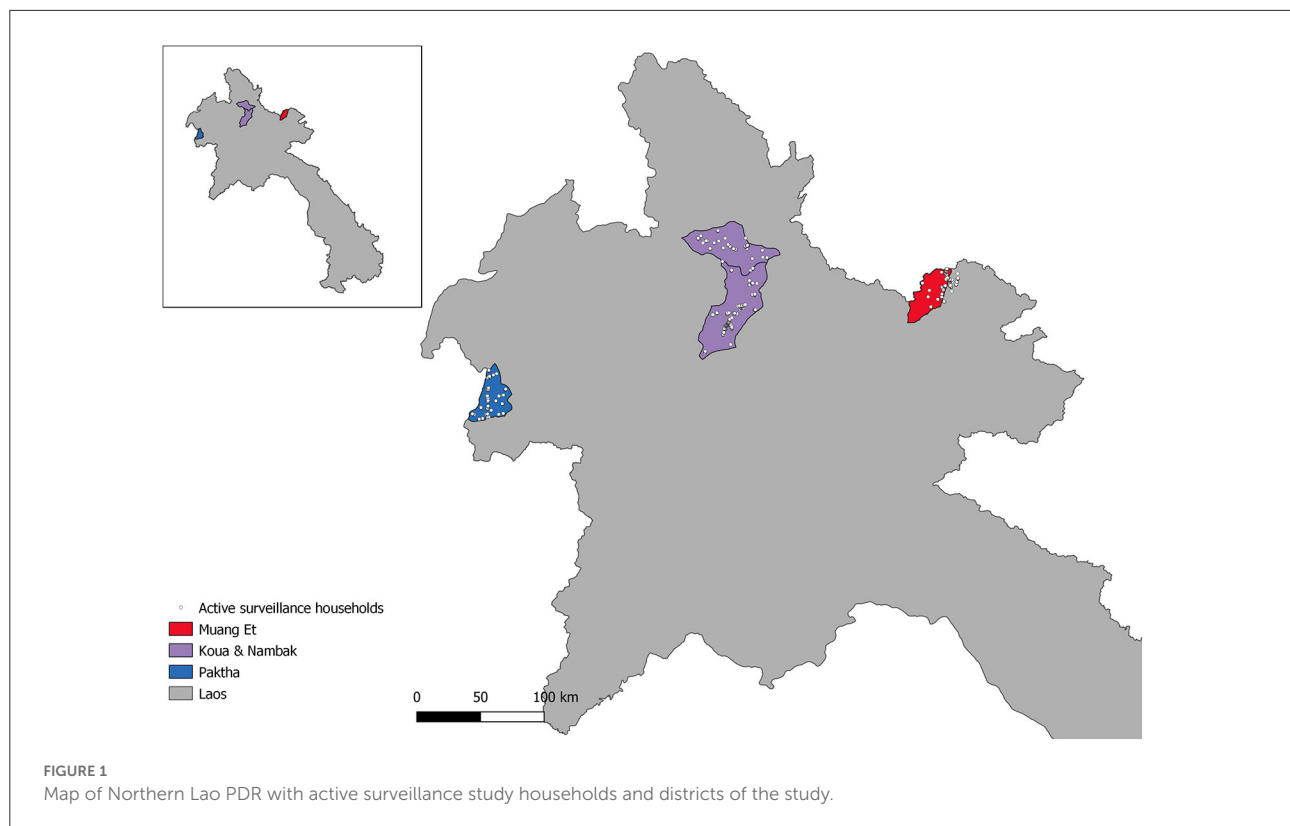 Active surveillance households
Muang Et
Koua & Nambak
Paktha
Laos
0 50 100 km
FIGURE 1
Map of Northern Lao PDR with active surveillance study households and districts of the study.